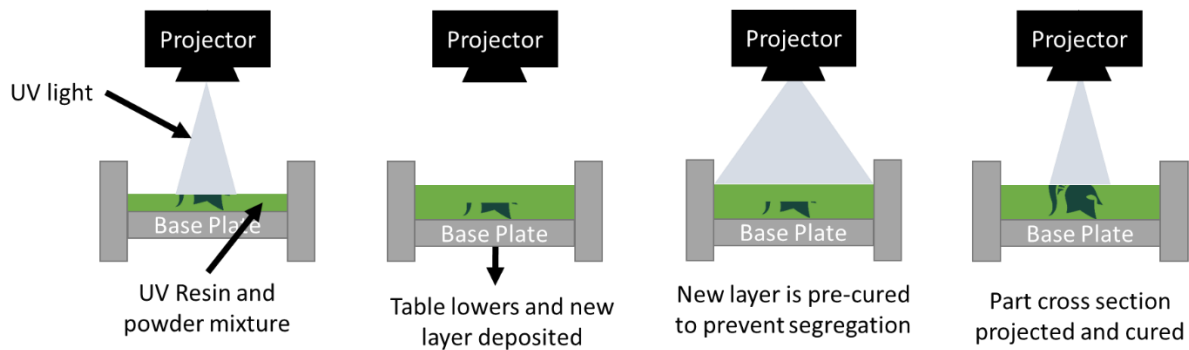 Projector
UV light
Base Plate
UV Resin and
powder mixture
Projector
Base Plate
Table lowers and new
layer deposited
Projector
Base Plate
New layer is pre-cured
to prevent segregation
Projector
Base Plate
Part cross section
projected and cured